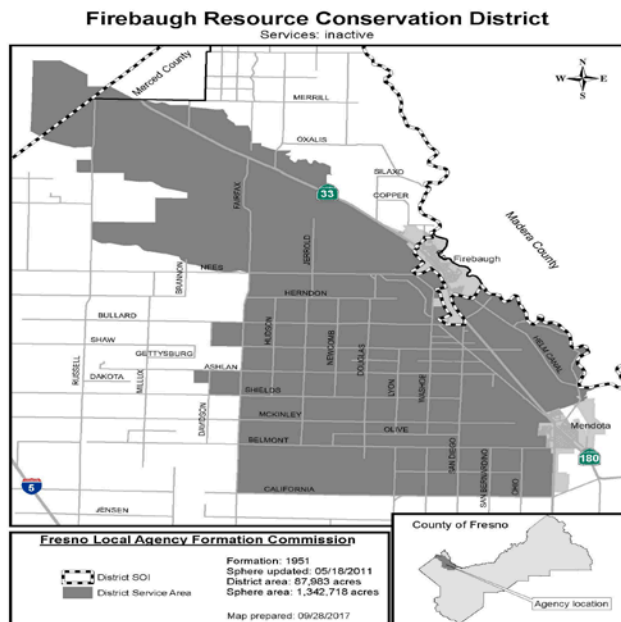 Firebaugh Resource Conservation District
Services: inactive
Merced County
N
W E
S
MERRILL
OXALIS
SILAXO
COPPER
33
FAIRFAX
JERROLD
Firebaugh
Madera County
NEES
BRANNON
HERNDON
BULLARD
HUDSON
HELM CANAL
SHAW
NEWCOMB
DOUGLAS
GETTYSBURG
RUSSELL
MILLUX
ASHLAN
LYON
WASHOE
DAKOTA
SHIELDS
DAVIDSON
MCKINLEY
OLIVE
Mendota
BELMONT
SAN DIEGO
SAN BERNARDINO
OHIO
180
5
CALIFORNIA
JENSEN
Fresno Local Agency Formation Commission
District SOI
District Service Area
Formation: 1951
Sphere updated: 05/18/2011
District area: 87,983 acres
Sphere area: 1,342,718 acres
Map prepared: 09/28/2017
County of Fresno
Agency location